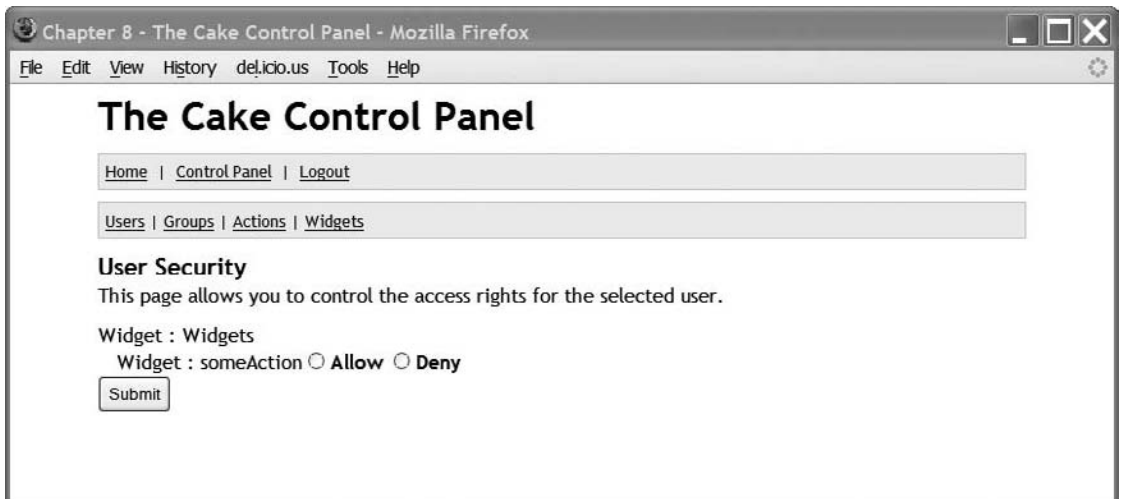 Chapter 8 - The Cake Control Panel - Mozilla Firefox
File Edit View History del.icio.us Tools Help
The Cake Control Panel
Home | Control Panel | Logout
Users | Groups | Actions | Widgets
User Security
This page allows you to control the access rights for the selected user.
Widget : Widgets
Widget : someAction Allow Deny
Submit